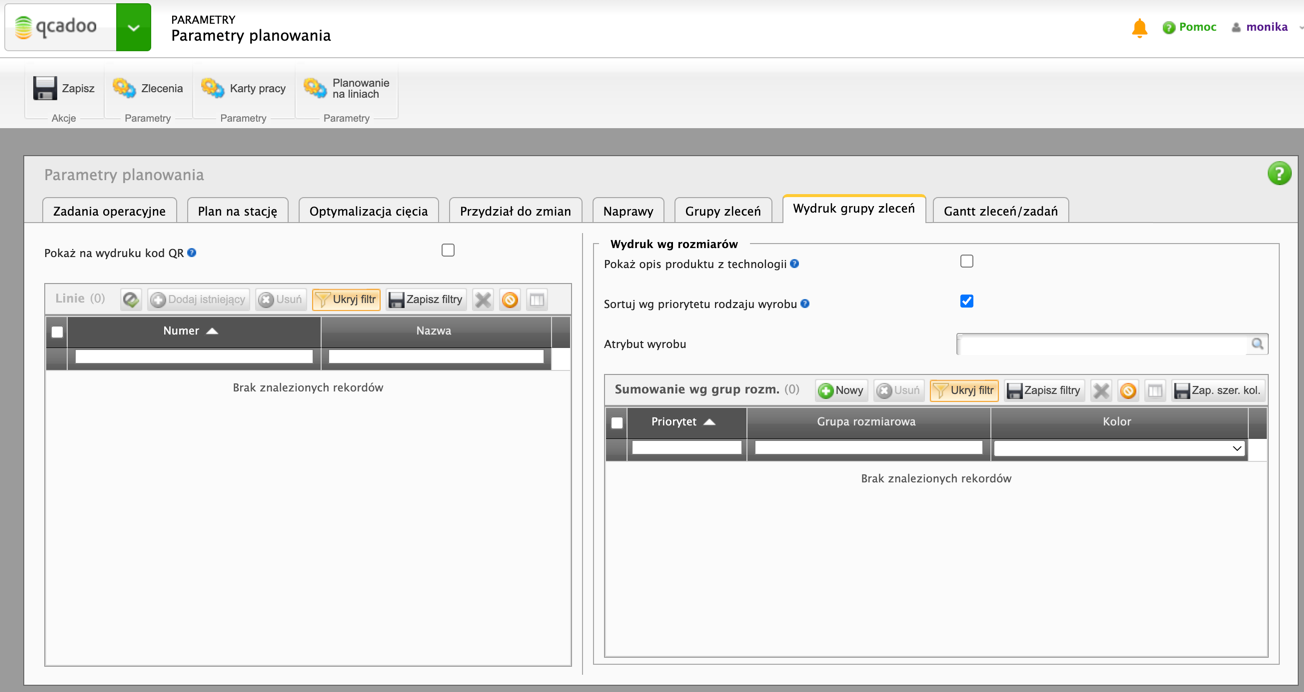 qcadoo
PARAMETRY
Parametry planowania
Pomoc
monika
Zapisz
Zlecenia
Karty pracy
Planowanie
na liniach
Akcje
Parametry
Parametry
Parametry
Parametry planowania
?
Zadania operacyjne
Plan na stację
Optymalizacja cięcia
Przydział do zmian
Naprawy
Grupy zleceń
Wydruk grupy zleceń
Gantt zleceń/zadań
Pokaż na wydruku kod QR
Linie (0)
Dodaj istniejący
Usuń
Ukryj filtr
Zapisz filtry
Numer
Nazwa
Brak znalezionych rekordów
Wydruk wg rozmiarów
Pokaż opis produktu z technologii
Sortuj wg priorytetu rodzaju wyrobu
Atrybut wyrobu
Sumowanie wg grup rozm. (0)
Nowy
Usuń
Ukryj filtr
Zapisz filtry
Zap. szer. kol.
Priorytet
Grupa rozmiarowa
Kolor
Brak znalezionych rekordów